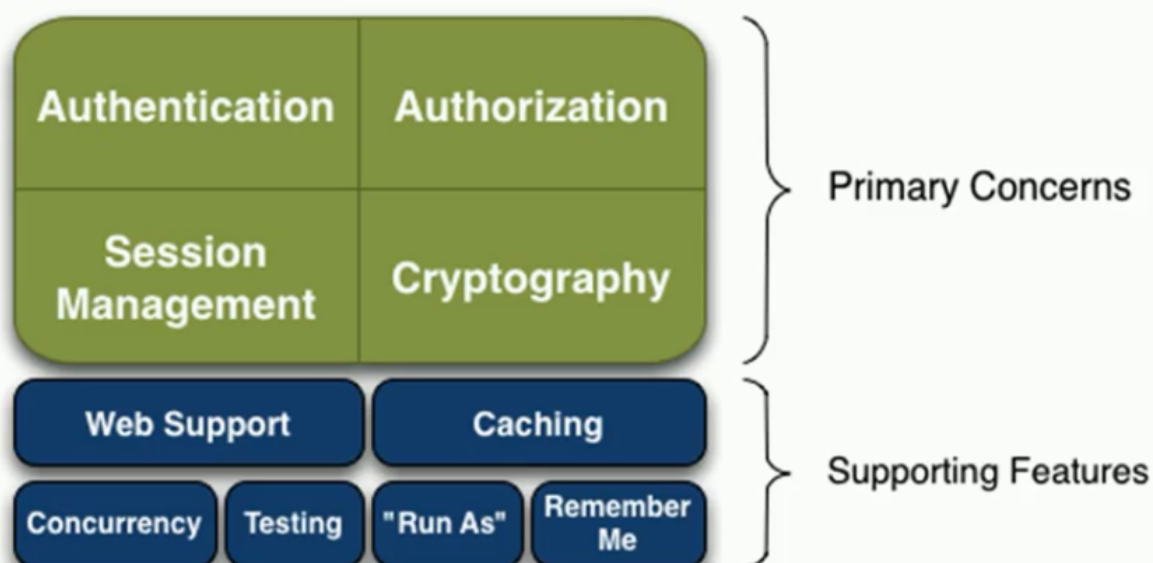 Authentication
Authorization
Primary Concerns
Session
Management
Cryptography
Web Support
Caching
Supporting Features
Concurrency
Testing
"Run As"
Remember
Me